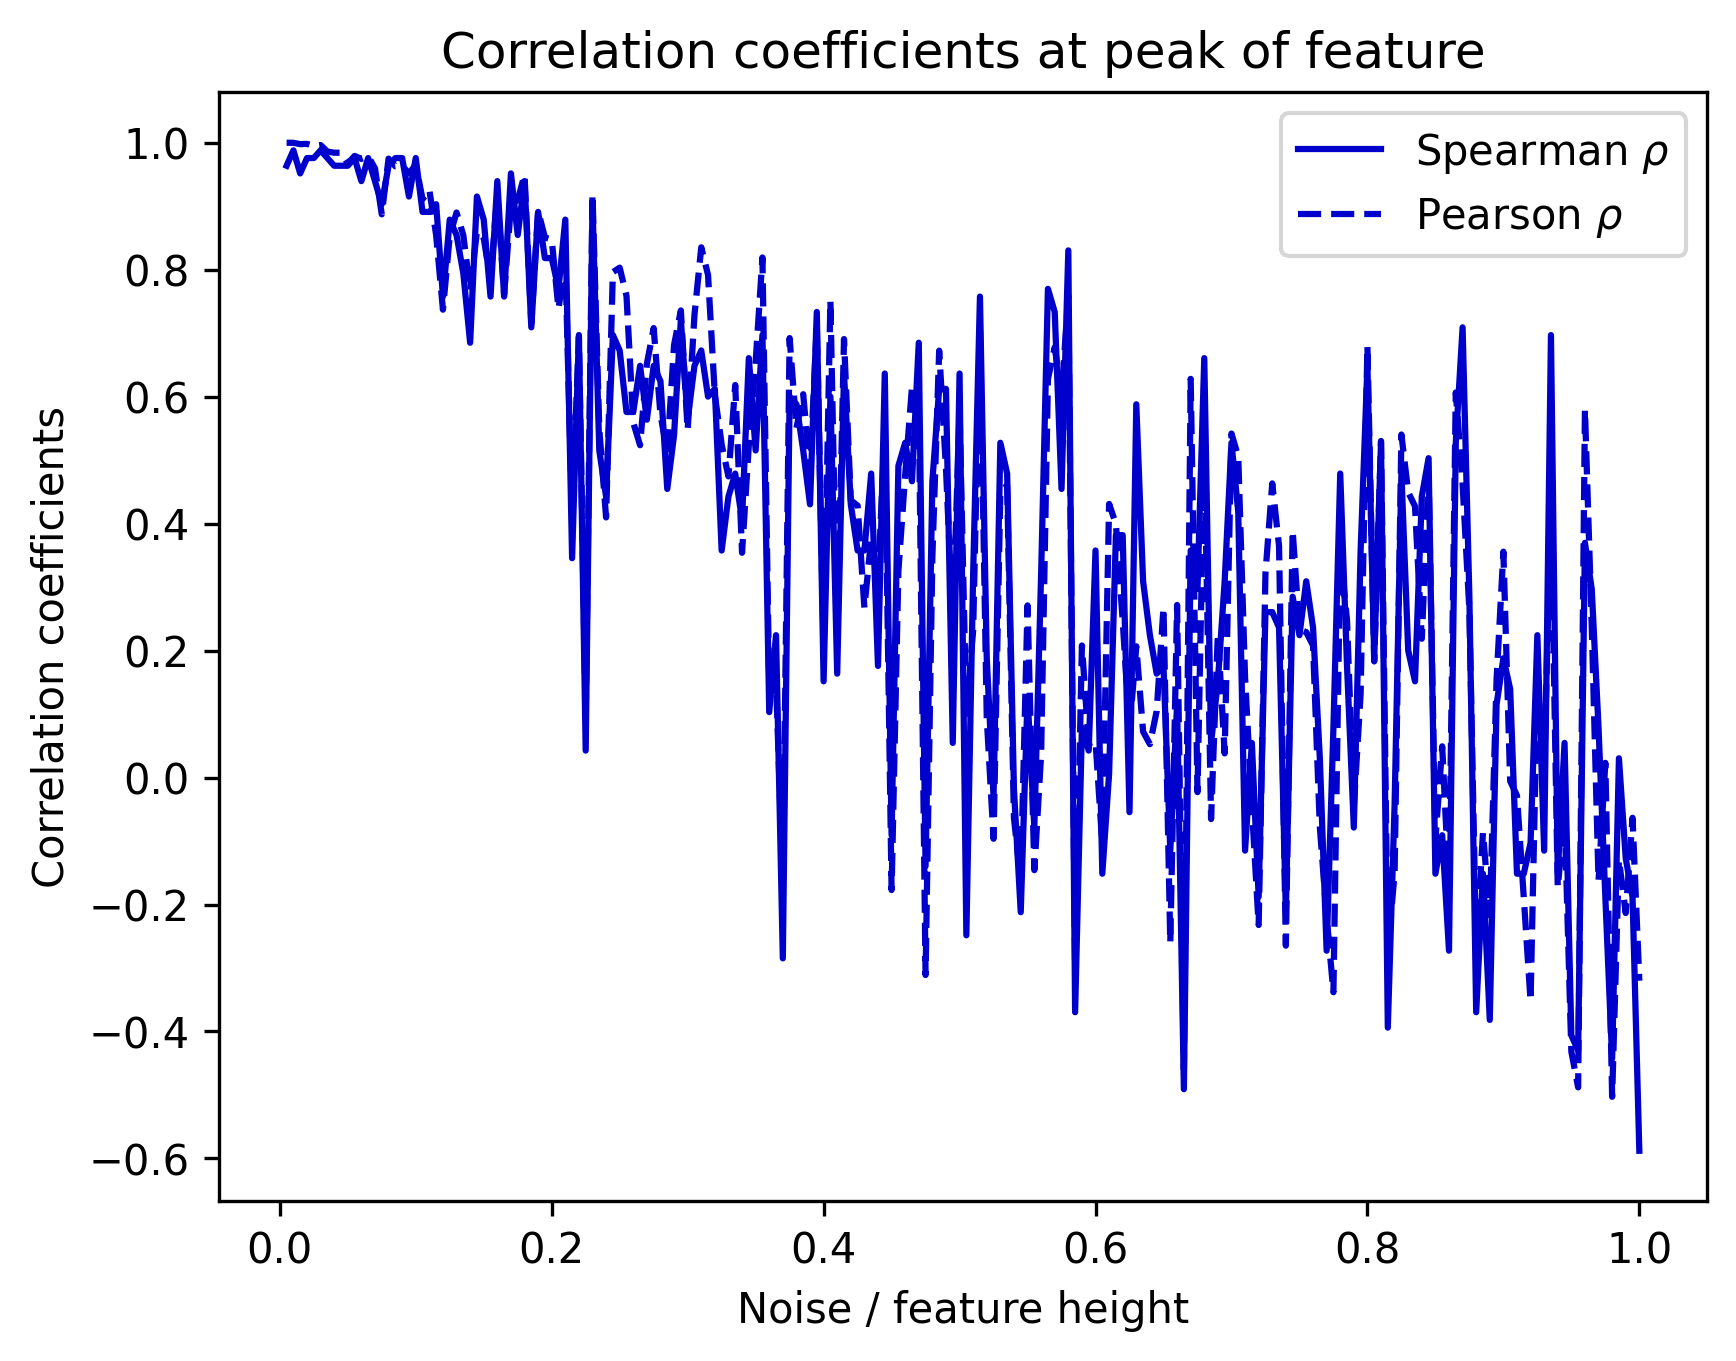 Correlation coefficients at peak of feature
Spearman ρ
Pearson ρ
Correlation coefficients
1.0
0.8
0.6
0.4
0.2
0.0
−0.2
−0.4
−0.6
0.0 0.2 0.4 0.6 0.8 1.0
Noise / feature height